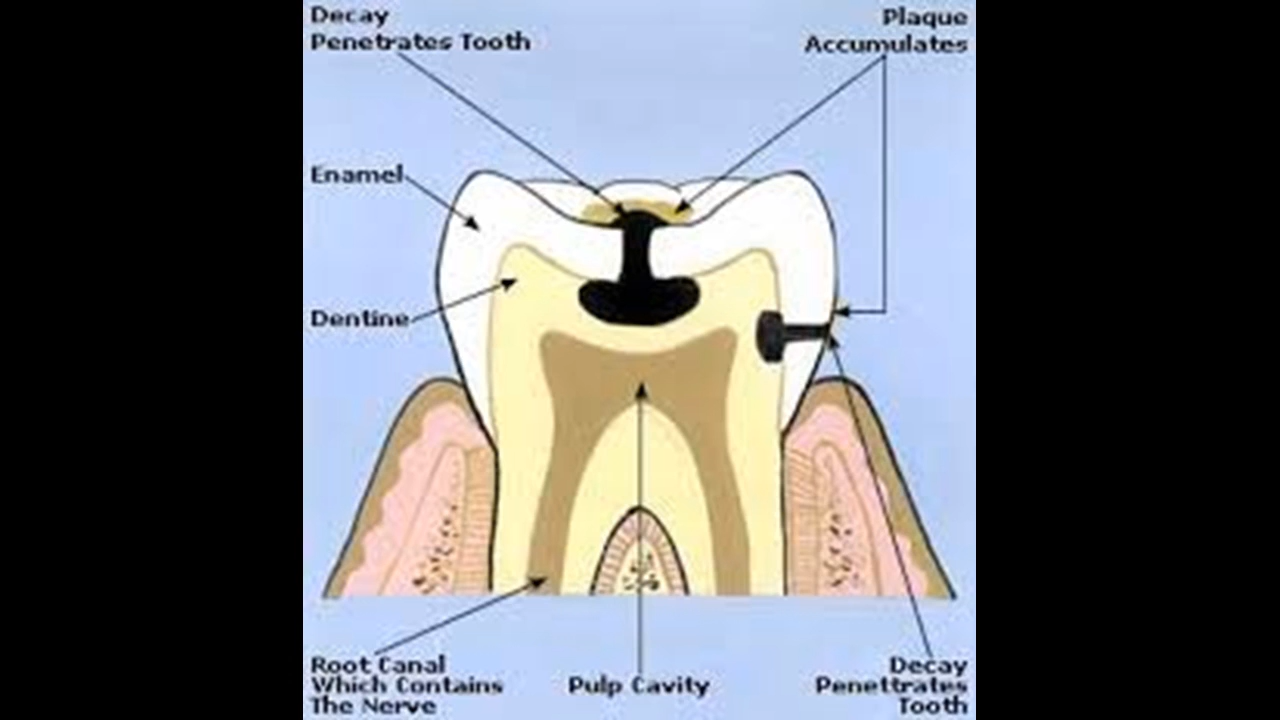 Decay
Penetrates Tooth
Plaque
Accumulates
Enamel
Dentine
Root Canal
Which Contains
The Nerve
Pulp Cavity
Decay
Penettrates
Tooth